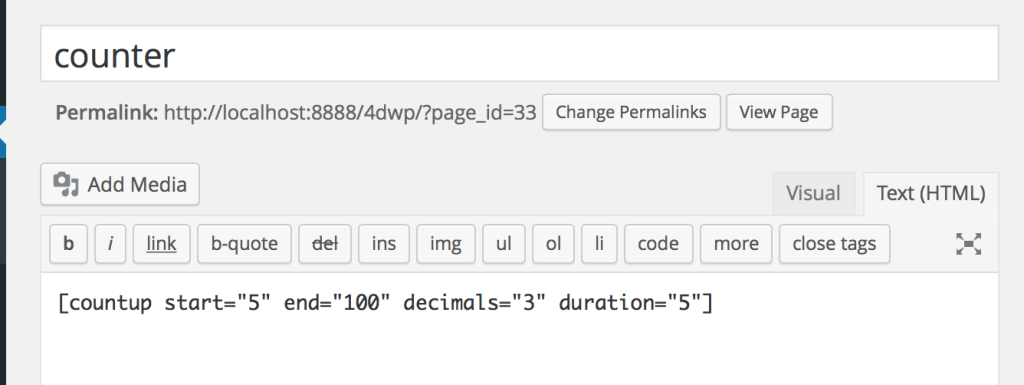 counter
Permalink: http://localhost:8888/4dwp/?page_id=33 Change Permalinks View Page
Add Media
Visual Text (HTML)
b i link b-quote del ins img ul ol li code more close tags
[countup start="5" end="100" decimals="3" duration="5"]